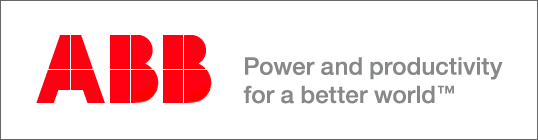 ABB
Power and productivity
for a better world™